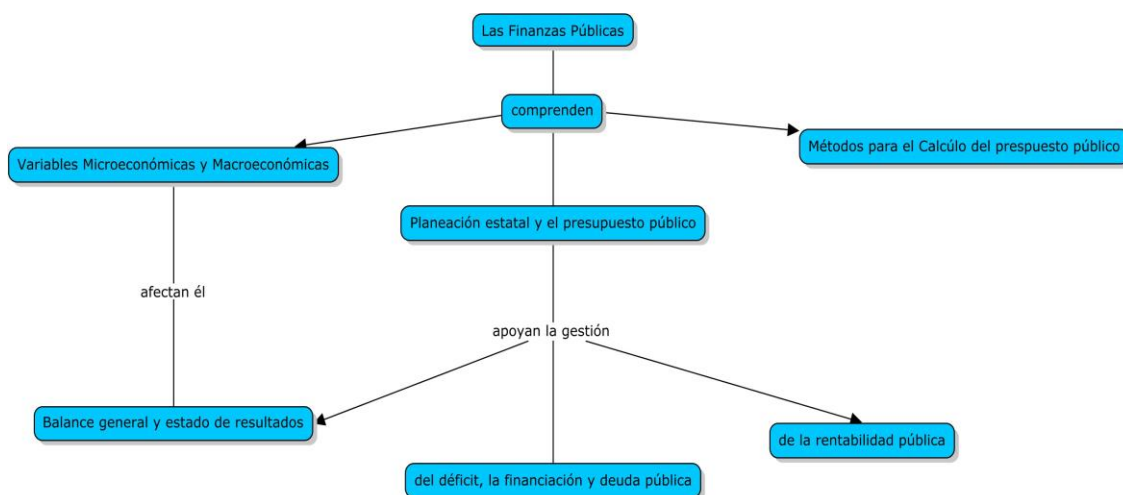 Las Finanzas Públicas
comprenden
Variables Microeconómicas y Macroeconómicas
Métodos para el Calcúlo del prespuesto público
Planeación estatal y el presupuesto público
afectan él
apoyan la gestión
Balance general y estado de resultados
de la rentabilidad pública
del déficit, la financiación y deuda pública